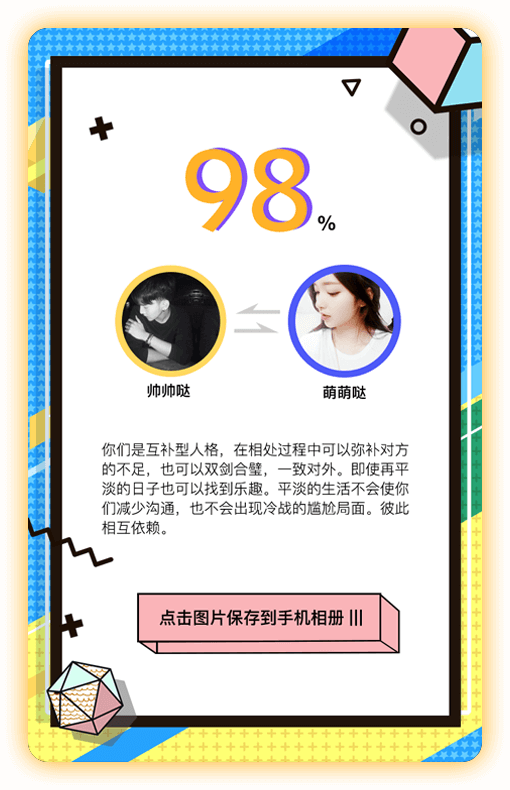 98%
帅帅哒
萌萌哒
你们是互补型人格，在相处过程中可以弥补对方
的不足，也可以双剑合璧，一致对外。即使再平
淡的日子也可以找到乐趣。平淡的生活不会使你
们减少沟通，也不会出现冷战的尴尬局面。彼此
相互依赖。
点击图片保存到手机相册 |||